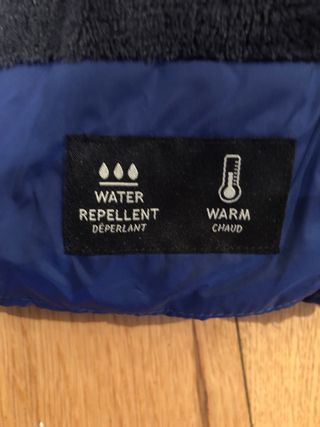 WATER
REPELLENT
DÉPERLANT
WARM
CHAUD